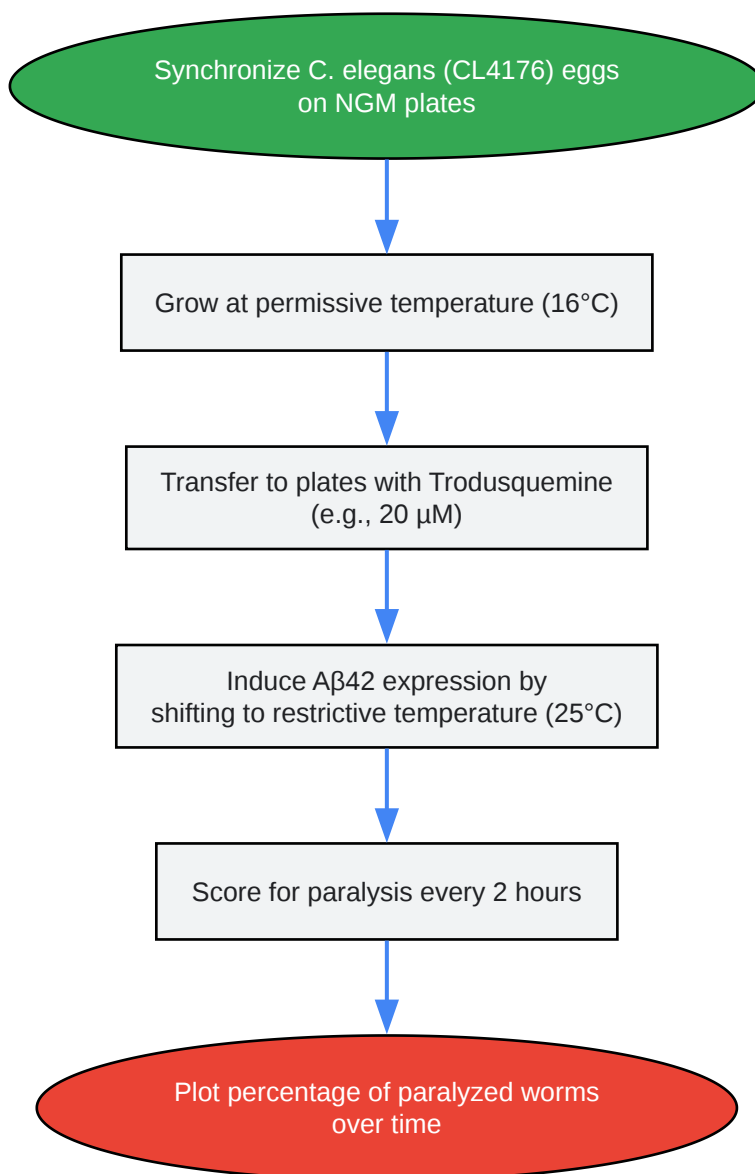 Synchronize C. elegans (CL4176) eggs
on NGM plates
Grow at permissive temperature (16°C)
Transfer to plates with Trodusquemine
(e.g., 20 µM)
Induce Aβ42 expression by
shifting to restrictive temperature (25°C)
Score for paralysis every 2 hours
Plot percentage of paralyzed worms
over time